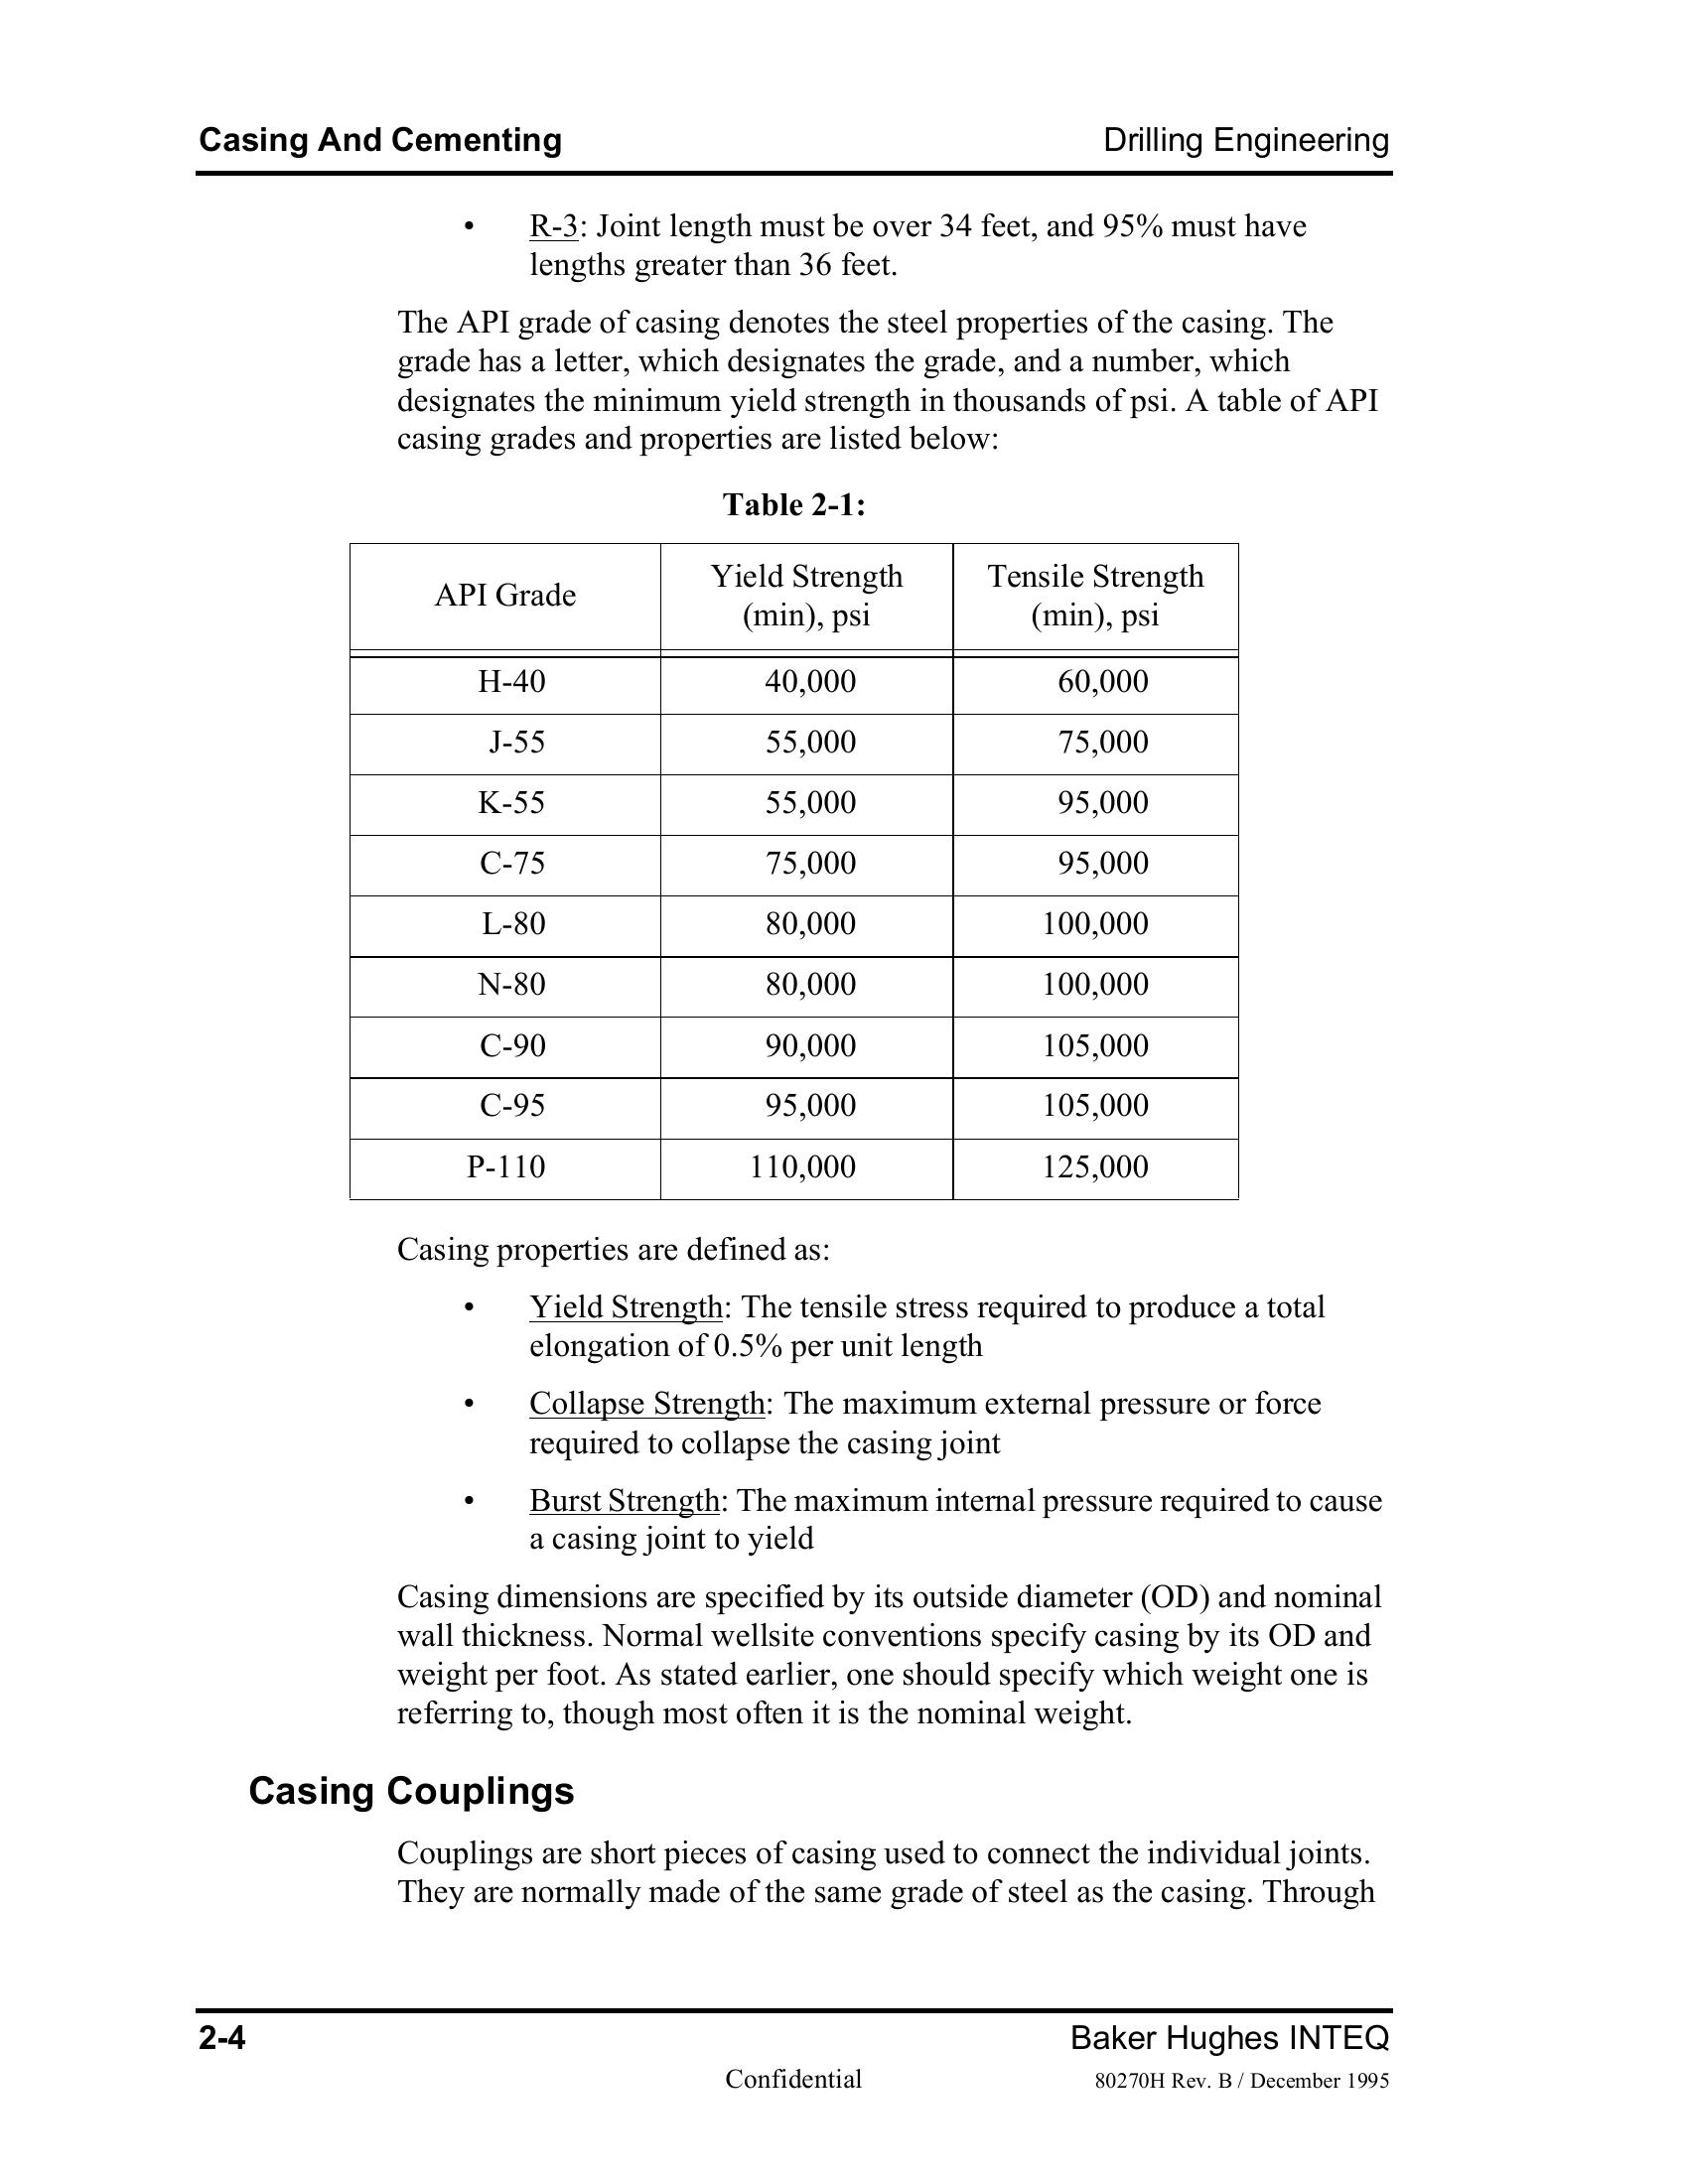 Casing And Cementing Drilling Engineering
• R-3: Joint length must be over 34 feet, and 95% must have
lengths greater than 36 feet.
The API grade of casing denotes the steel properties of the casing. The
grade has a letter, which designates the grade, and a number, which
designates the minimum yield strength in thousands of psi. A table of API
casing grades and properties are listed below:
Table 2-1:
API Grade Yield Strength (min), psi Tensile Strength (min), psi
H-40 40,000 60,000
J-55 55,000 75,000
K-55 55,000 95,000
C-75 75,000 95,000
L-80 80,000 100,000
N-80 80,000 100,000
C-90 90,000 105,000
C-95 95,000 105,000
P-110 110,000 125,000
Casing properties are defined as:
• Yield Strength: The tensile stress required to produce a total
elongation of 0.5% per unit length
• Collapse Strength: The maximum external pressure or force
required to collapse the casing joint
• Burst Strength: The maximum internal pressure required to cause
a casing joint to yield
Casing dimensions are specified by its outside diameter (OD) and nominal
wall thickness. Normal wellsite conventions specify casing by its OD and
weight per foot. As stated earlier, one should specify which weight one is
referring to, though most often it is the nominal weight.
Casing Couplings
Couplings are short pieces of casing used to connect the individual joints.
They are normally made of the same grade of steel as the casing. Through
2-4 Baker Hughes INTEQ
Confidential 80270H Rev. B / December 1995